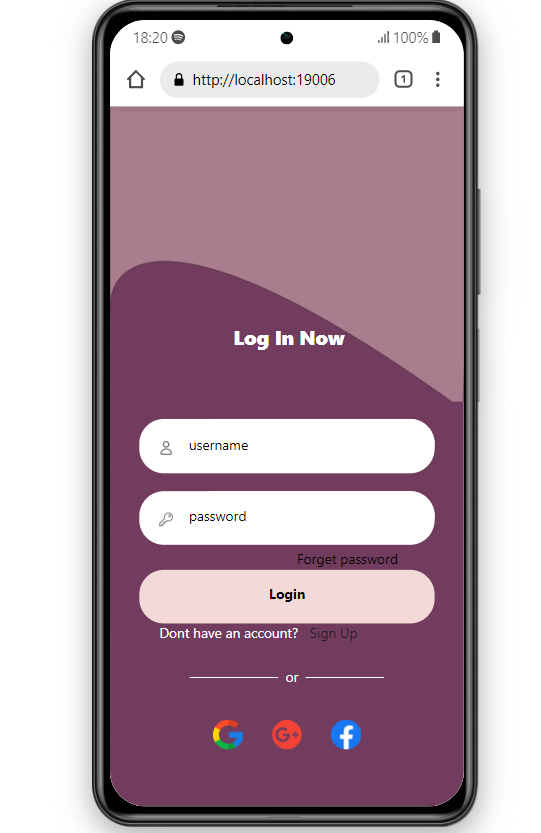 18:20
100%
http://localhost:19006
1
Log In Now
username
password
Forget password
Login
Dont have an account? Sign Up
or
G G+ f